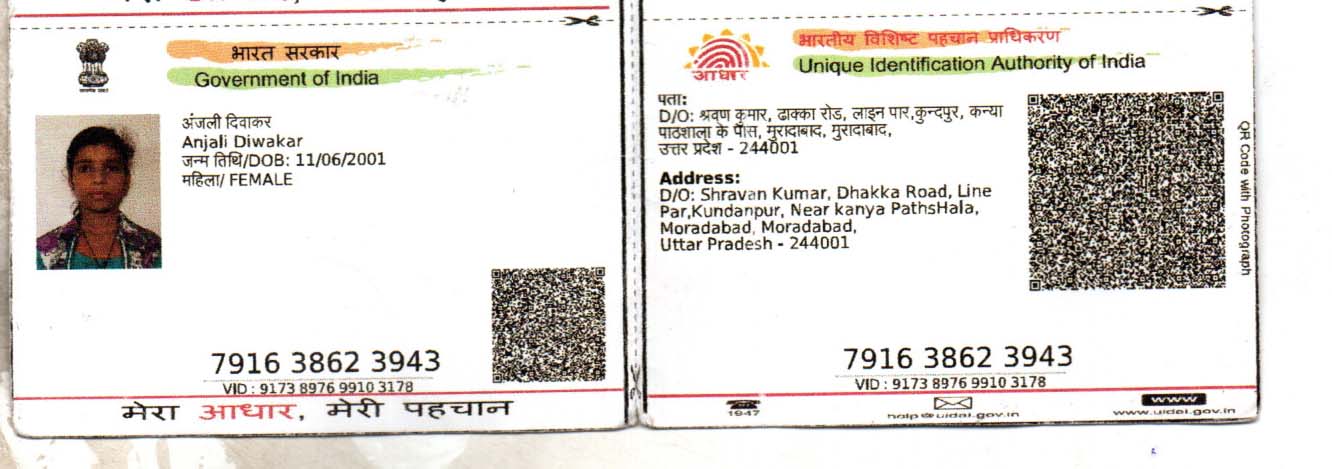 भारत सरकार
Government of India
अंजली दिवाकर
Anjali Diwakar
जन्म तिथि/DOB: 11/06/2001
महिला/ FEMALE
7916 3862 3943
VID : 9173 8976 9910 3178
मेरा आधार, मेरी पहचान
भारतीय विशिष्ट पहचान प्राधिकरण
Unique Identification Authority of India
आधार
पता:
D/O: श्रवण कुमार, ढाक्का रोड, लाइन पार,कुन्दपुर, कन्या
पाठशाला के पास, मुरादाबाद, मुरादाबाद,
उत्तर प्रदेश - 244001
Address:
D/O: Shravan Kumar, Dhakka Road, Line
Par,Kundanpur, Near kanya PathsHala,
Moradabad, Moradabad,
Uttar Pradesh - 244001
QR Code with Photograph
7916 3862 3943
VID : 9173 8976 9910 3178
1947
help@uidai.gov.in
www
www.uidai.gov.in